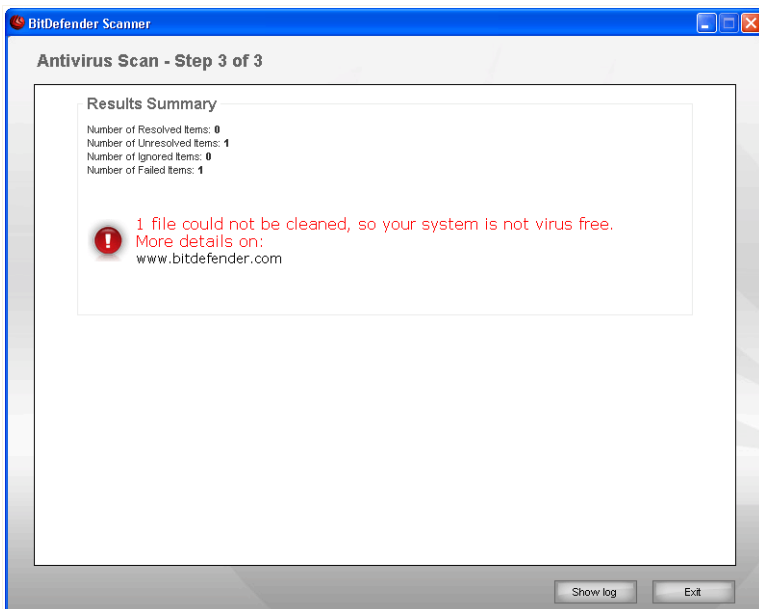 BitDefender Scanner
Antivirus Scan - Step 3 of 3
Results Summary
Number of Resolved Items: 0
Number of Unresolved Items: 1
Number of Ignored Items: 0
Number of Failed Items: 1
1 file could not be cleaned, so your system is not virus free.
More details on:
www.bitdefender.com
Show log
Exit